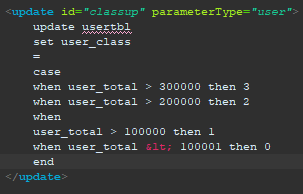 <update id="classup" parameterType="user">
update usertbl
set user_class
=
case
when user_total > 300000 then 3
when user_total > 200000 then 2
when
user_total > 100000 then 1
when user_total &lt; 100001 then 0
end
</update>